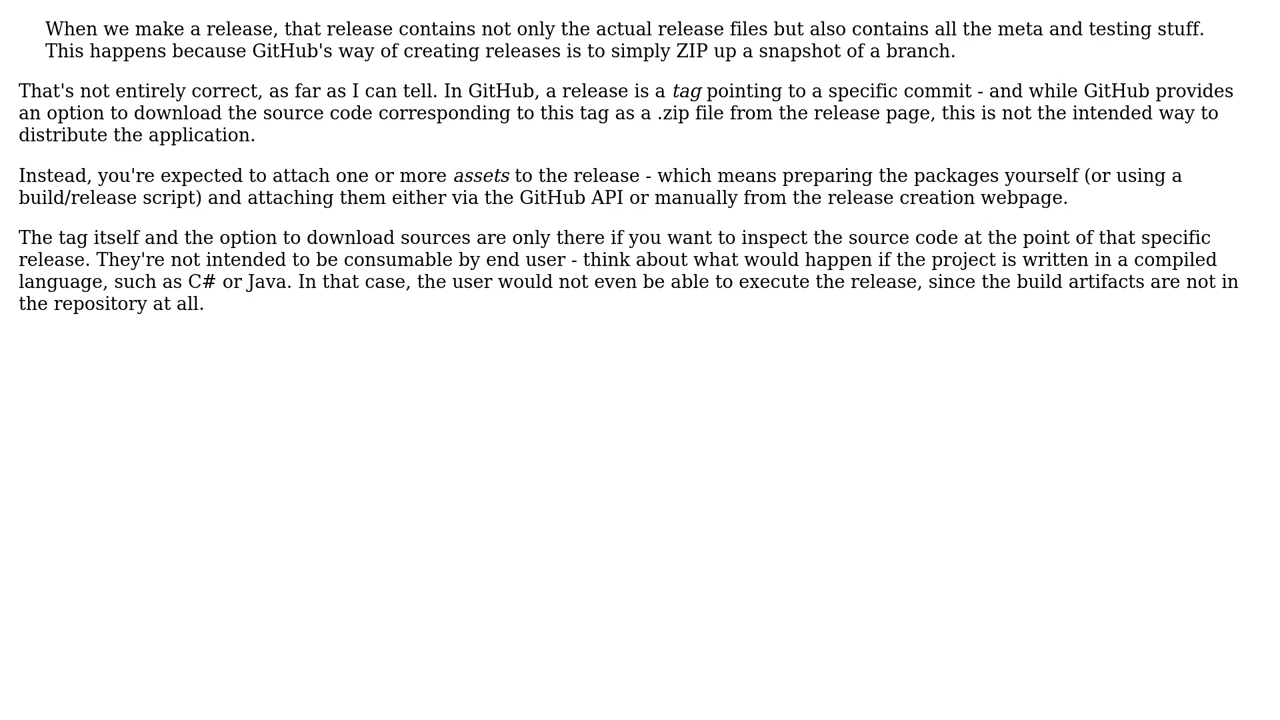 When we make a release, that release contains not only the actual release files but also contains all the meta and testing stuff.
This happens because GitHub's way of creating releases is to simply ZIP up a snapshot of a branch.
That's not entirely correct, as far as I can tell. In GitHub, a release is a tag pointing to a specific commit - and while GitHub provides
an option to download the source code corresponding to this tag as a .zip file from the release page, this is not the intended way to
distribute the application.
Instead, you're expected to attach one or more assets to the release - which means preparing the packages yourself (or using a
build/release script) and attaching them either via the GitHub API or manually from the release creation webpage.
The tag itself and the option to download sources are only there if you want to inspect the source code at the point of that specific
release. They're not intended to be consumable by end user - think about what would happen if the project is written in a compiled
language, such as C# or Java. In that case, the user would not even be able to execute the release, since the build artifacts are not in
the repository at all.